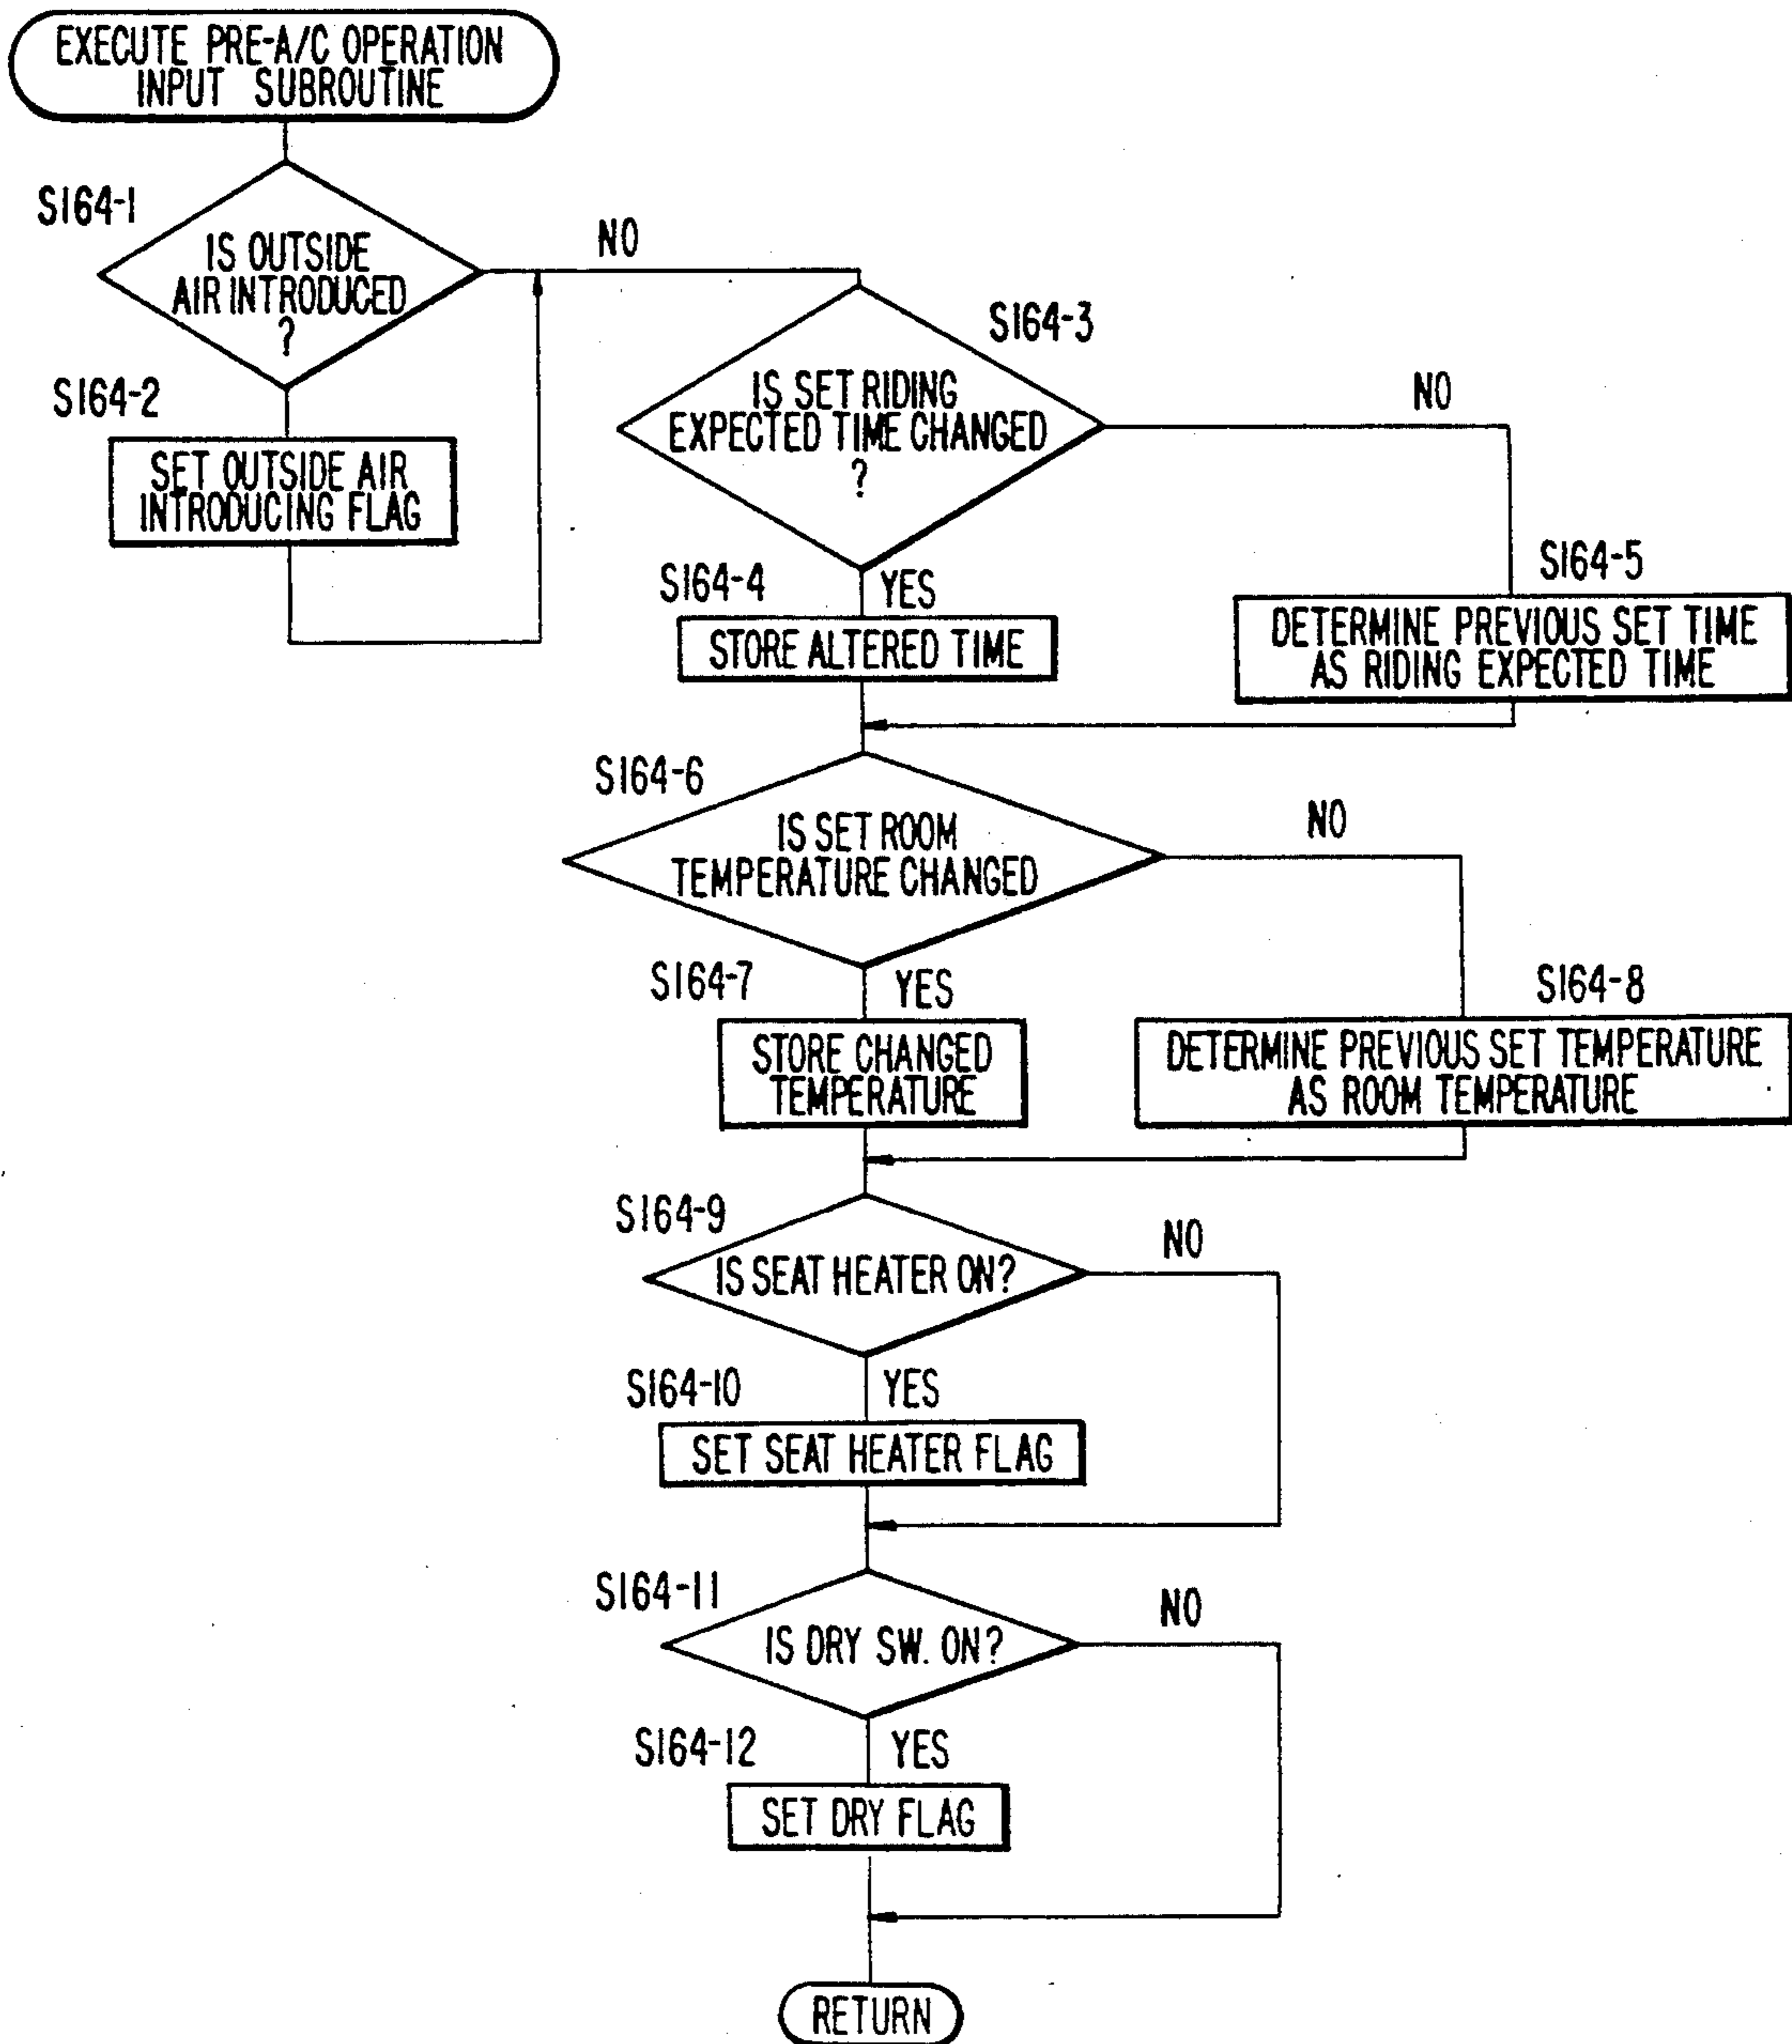 EXECUTE PRE-A/C OPERATION
INPUT SUBROUTINE
S164-1
IS OUTSIDE
AIR INTRODUCED
?
NO
S164-2
SET OUTSIDE AIR
INTRODUCING FLAG
S164-3
IS SET RIDING
EXPECTED TIME CHANGED
?
NO
S164-4
YES
STORE ALTERED TIME
S164-5
DETERMINE PREVIOUS SET TIME
AS RIDING EXPECTED TIME
S164-6
IS SET ROOM
TEMPERATURE CHANGED
NO
S164-7
YES
STORE CHANGED
TEMPERATURE
S164-8
DETERMINE PREVIOUS SET TEMPERATURE
AS ROOM TEMPERATURE
S164-9
IS SEAT HEATER ON?
NO
S164-10
YES
SET SEAT HEATER FLAG
S164-11
IS DRY SW. ON?
NO
S164-12
YES
SET DRY FLAG
RETURN